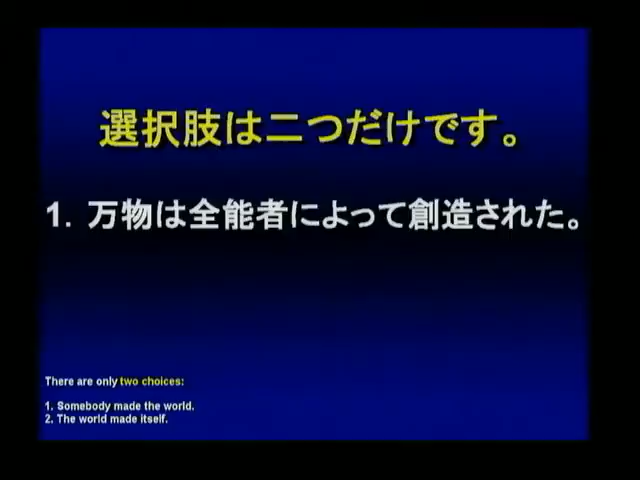 選択肢は二つだけです。
1. 万物は全能者によって創造された。
There are only two choices:
1. Somebody made the world.
2. The world made itself.